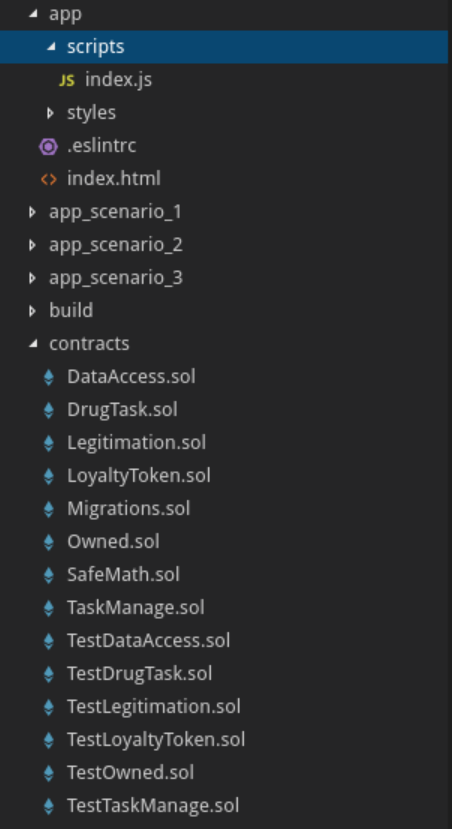 app
scripts
JS index.js
styles
.eslintrc
<> index.html
app_scenario_1
app_scenario_2
app_scenario_3
build
contracts
DataAccess.sol
DrugTask.sol
Legitimation.sol
LoyaltyToken.sol
Migrations.sol
Owned.sol
SafeMath.sol
TaskManage.sol
TestDataAccess.sol
TestDrugTask.sol
TestLegitimation.sol
TestLoyaltyToken.sol
TestOwned.sol
TestTaskManage.sol